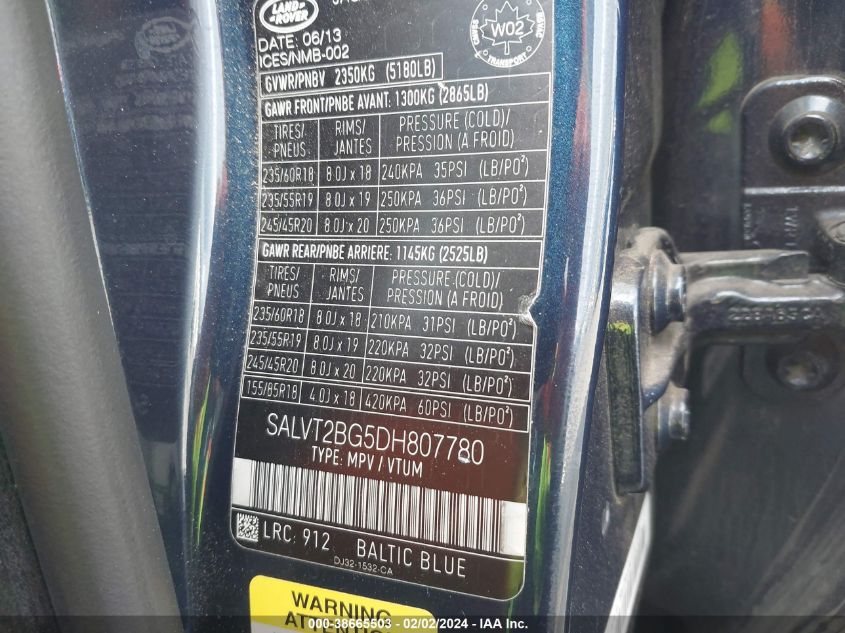 LAND-
ROVER
W02
TRANSPORT
DATE: 06/13
ICES/NMB-002
GVWR/PNBV 2350KG (5180LB)
GAWR FRONT/PNBE AVANT: 1300KG (2865LB)
TIRES/ PNEUS RIMS/ JANTES PRESSURE (COLD)/ PRESSION (A FROID)
235/60R18 8.0J x 18 240KPA 35PSI (LB/PO²)
235/55R19 8.0J x 19 250KPA 36PSI (LB/PO²)
245/45R20 8.0J x 20 250KPA 36PSI (LB/PO²)
GAWR REAR/PNBE ARRIERE: 1145KG (2525LB)
TIRES/ PNEUS RIMS/ JANTES PRESSURE (COLD)/ PRESSION (A FROID)
235/60R18 8.0J x 18 210KPA 31PSI (LB/PO²)
235/55R19 8.0J x 19 220KPA 32PSI (LB/PO²)
245/45R20 8.0J x 20 220KPA 32PSI (LB/PO²)
155/85R18 4.0J x 18 420KPA 60PSI (LB/PO²)
SALVT2BG5DH807780
TYPE: MPV / VTUM
LRC: 912 BALTIC BLUE
DJ32-1532-CA
WARNING
ATTENTION
000-38665503 - 02/02/2024 - IAA Inc.